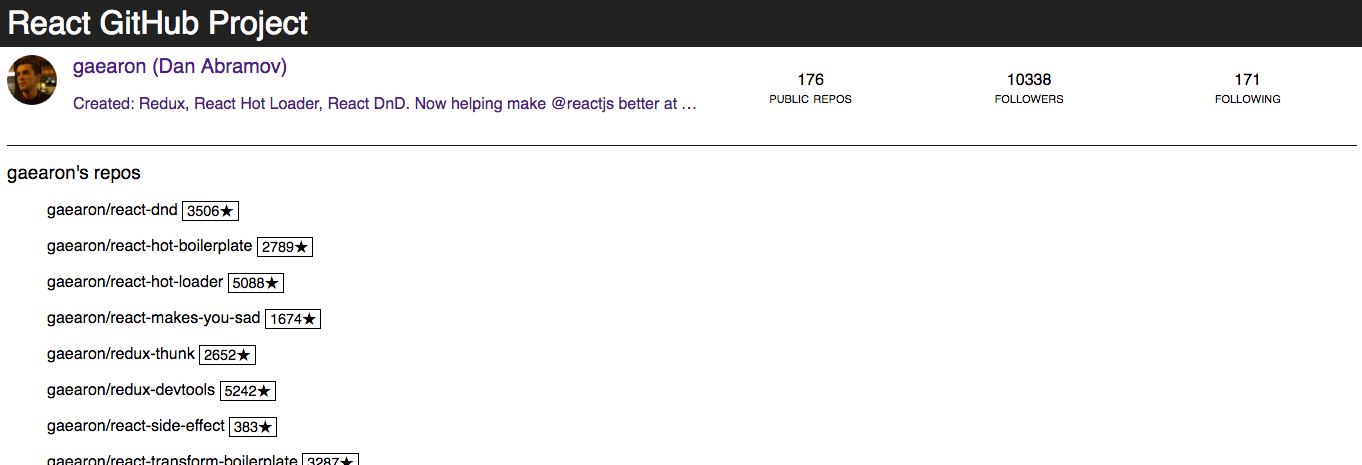 React GitHub Project
gaearon (Dan Abramov)
Created: Redux, React Hot Loader, React DnD. Now helping make @reactjs better at …
176
PUBLIC REPOS
10338
FOLLOWERS
171
FOLLOWING
gaearon's repos
gaearon/react-dnd 3506★
gaearon/react-hot-boilerplate 2789★
gaearon/react-hot-loader 5088★
gaearon/react-makes-you-sad 1674★
gaearon/redux-thunk 2652★
gaearon/redux-devtools 5242★
gaearon/react-side-effect 383★
gaearon/react-transform-boilerplate 3287★